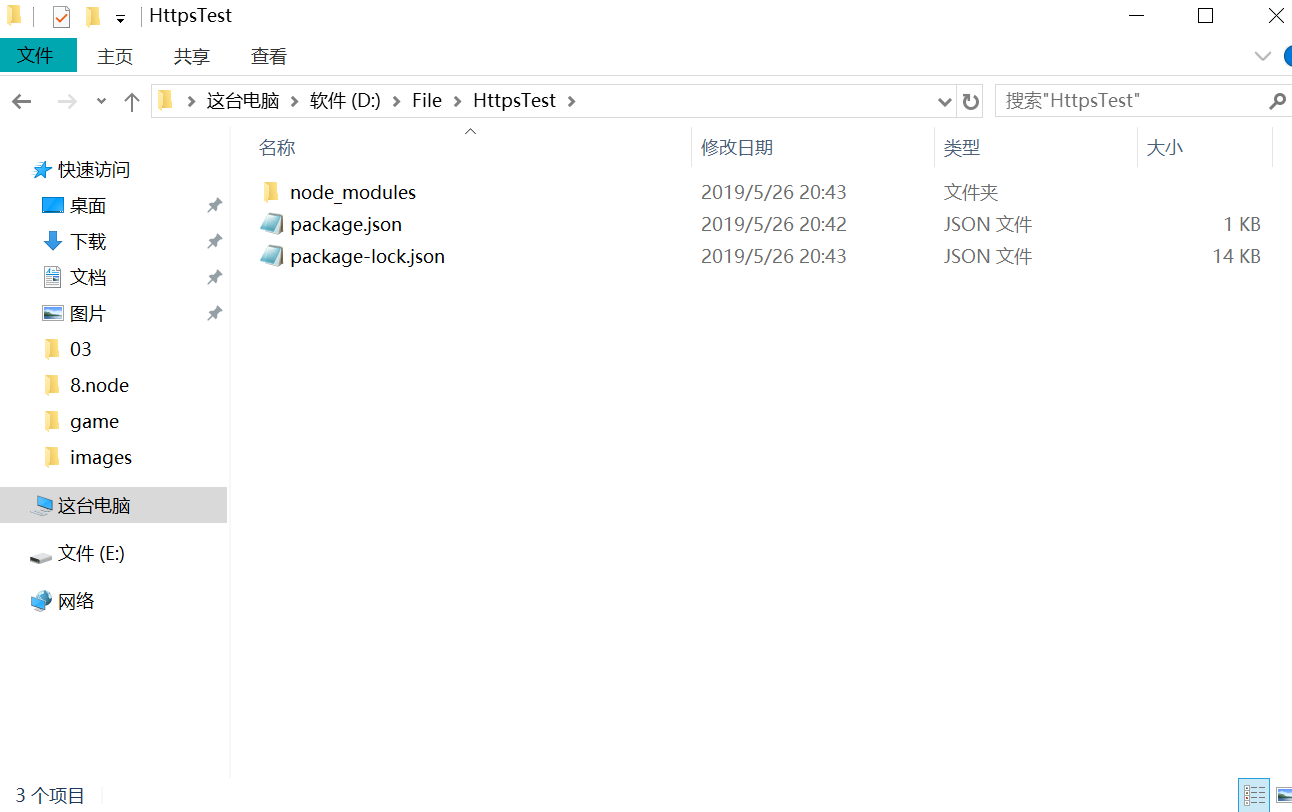 HttpsTest
文件 主页 共享 查看
这台电脑 软件 (D:) File HttpsTest 搜索"HttpsTest"
名称 修改日期 类型 大小
快速访问
桌面
下载
文档
图片
03
8.node
game
images
这台电脑
文件 (E:)
网络
node_modules 2019/5/26 20:43 文件夹
package.json 2019/5/26 20:42 JSON 文件 1 KB
package-lock.json 2019/5/26 20:43 JSON 文件 14 KB
3 个项目